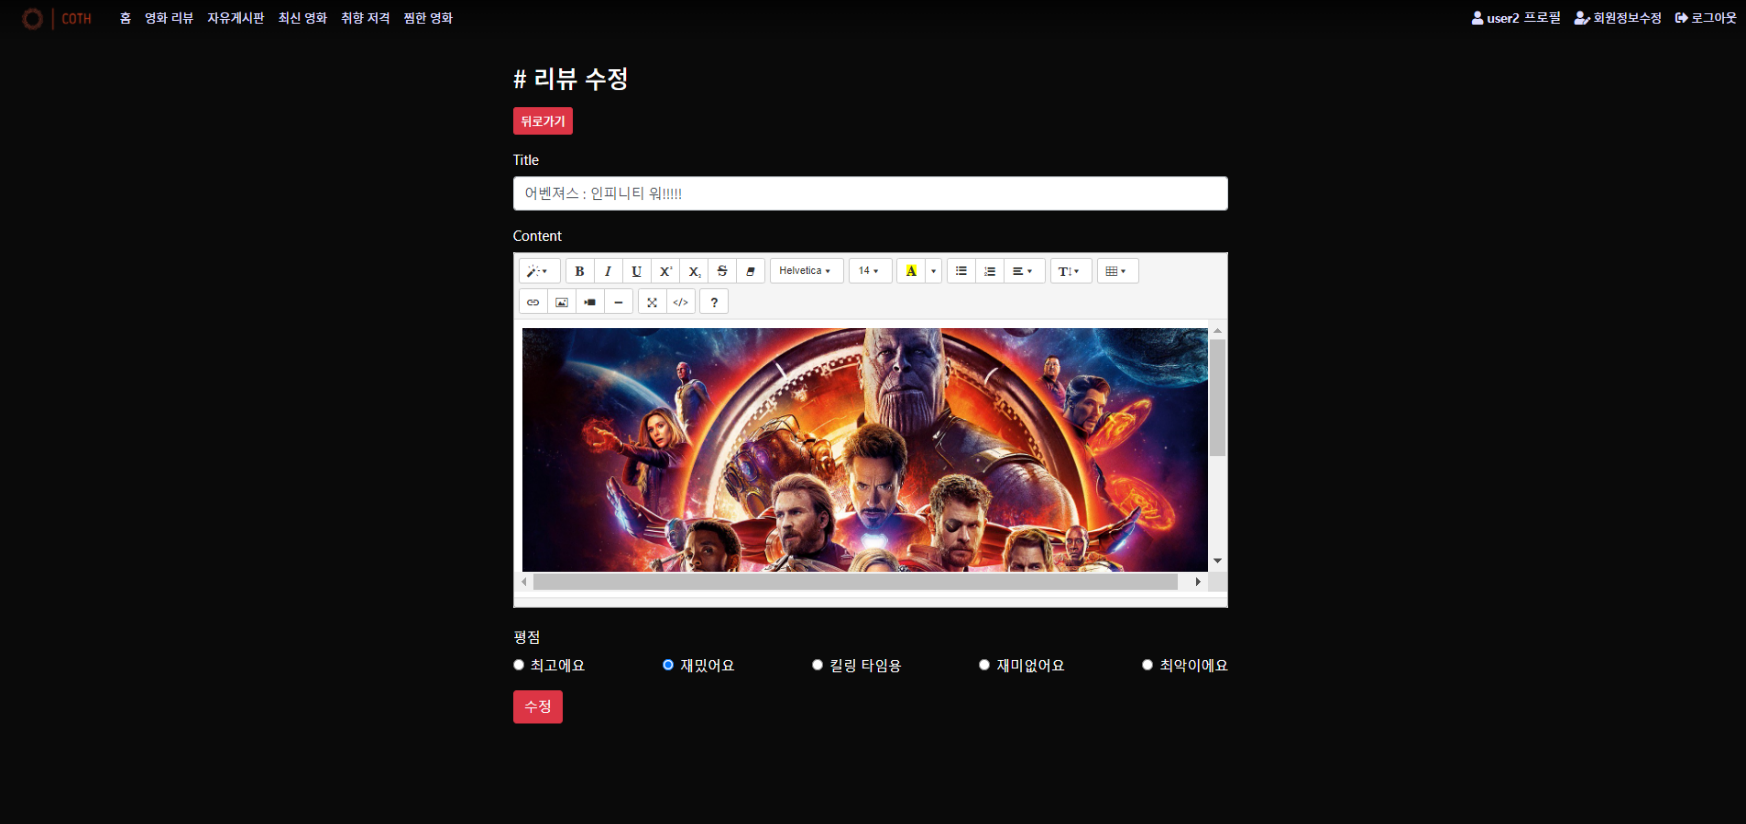 COTH 홈 영화 리뷰 자유게시판 최신 영화 취향 저격 찜한 영화 user2 프로필 회원정보수정 로그아웃
# 리뷰 수정
뒤로가기
Title
어벤져스 : 인피니티 워!!!!!
Content
B I U X² X₂ S Helvetica 14 A T
</> ?
평점
최고에요 재밌어요 킬링 타임용 재미없어요 최악이에요
수정